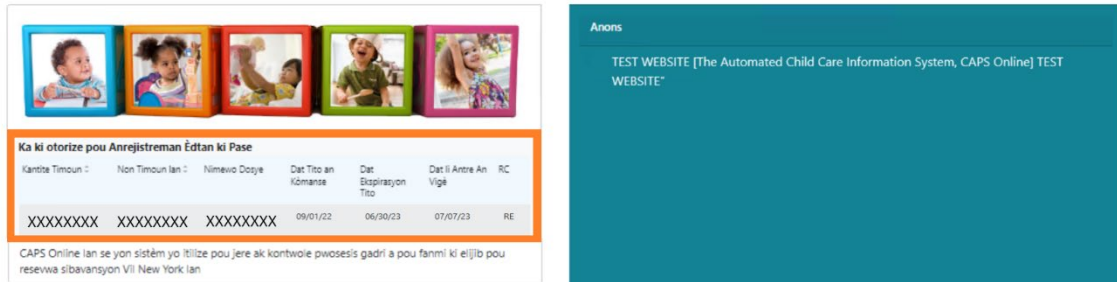 Ka ki otorize pou Anrejistreman Èdtan ki Pase
Kantite Timoun Non Timoun lan Nimewo Dosye Dat Tito an Kòmanse Dat Ekspirasyon Tito Dat li Antre An Vigè RC
XXXXXXXX XXXXXXXX XXXXXXXX 09/01/22 06/30/23 07/07/23 RE
CAPS Online lan se yon sistèm yo itilize pou jere ak kontwole pwosesis gadri a pou fanmi ki elijib pou
resevwa sibavansyon Vil New York lan
Anons
TEST WEBSITE [The Automated Child Care Information System, CAPS Online] TEST
WEBSITE"